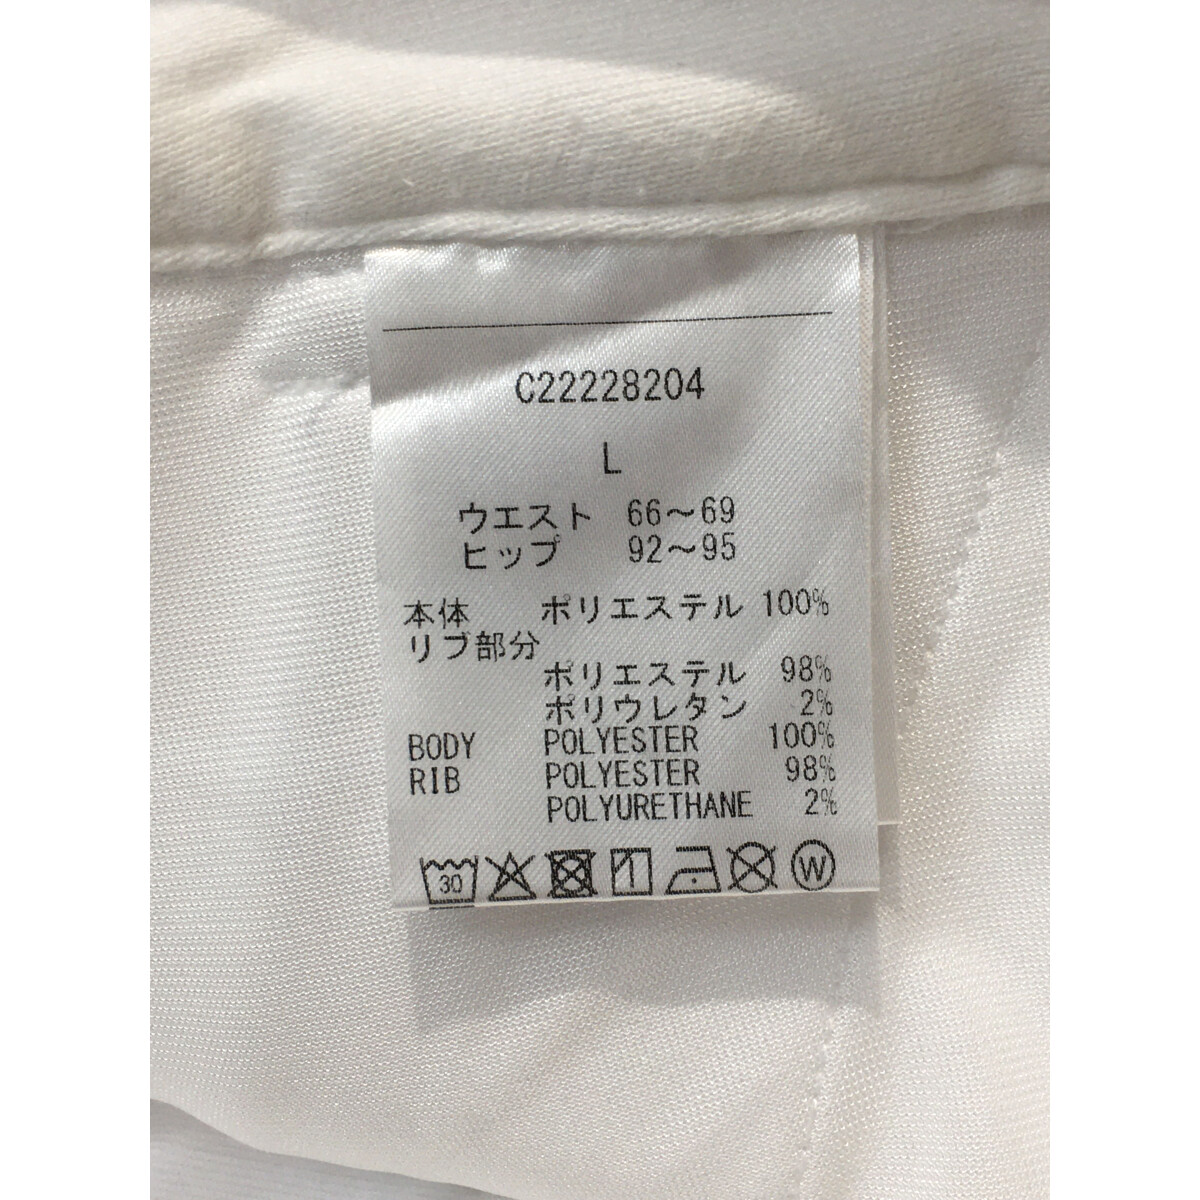 C22228204
L
ウエスト 66～69
ヒップ 92～95
本体 ポリエステル 100%
リブ部分
ポリエステル 98%
ポリウレタン 2%
BODY POLYESTER 100%
RIB POLYESTER 98%
POLYURETHANE 2%
30 W